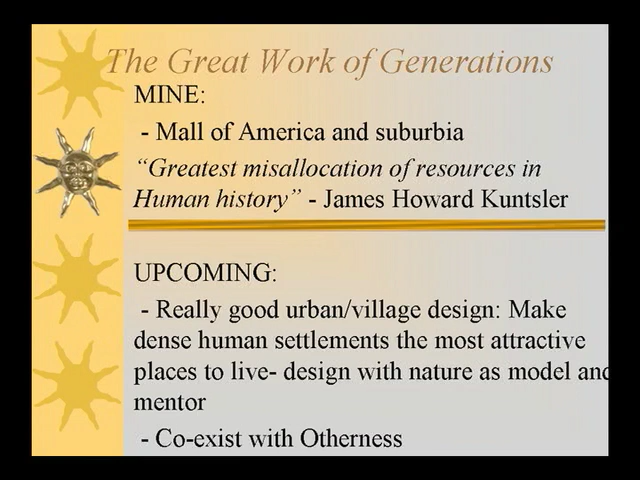 The Great Work of Generations
MINE:
- Mall of America and suburbia
“Greatest misallocation of resources in
Human history” - James Howard Kuntsler
UPCOMING:
- Really good urban/village design: Make
dense human settlements the most attractive
places to live- design with nature as model and
mentor
- Co-exist with Otherness